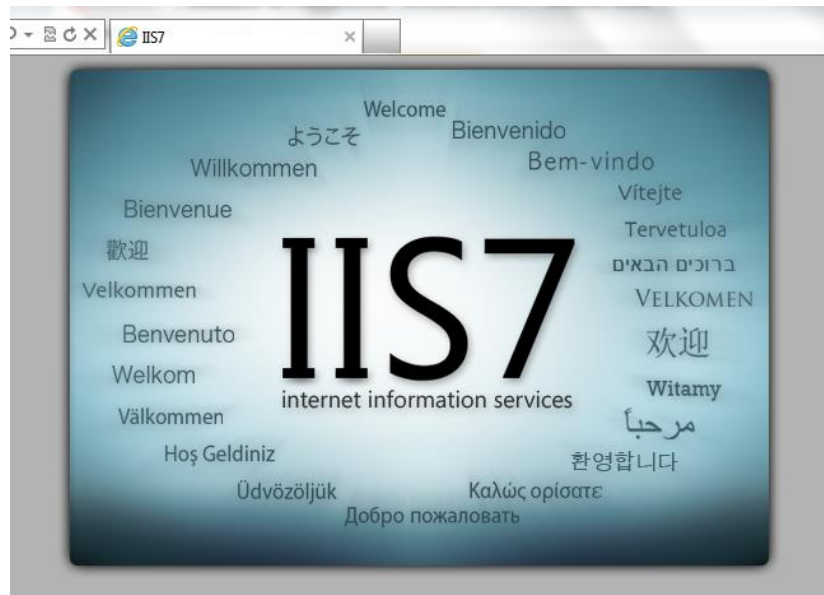 IIS7
Welcome
ようこそ
Bienvenido
Willkommen
Bem-vindo
Vítejte
Bienvenue
Tervetuloa
歡迎
ברוכים הבאים
Velkommen
VELKOMEN
Benvenuto
欢迎
Welkom
Witamy
Välkommen
مرحباً
Hoş Geldiniz
환영합니다
Üdvözöljük
Καλώς ορίσατε
Добро пожаловать
IIS7
internet information services